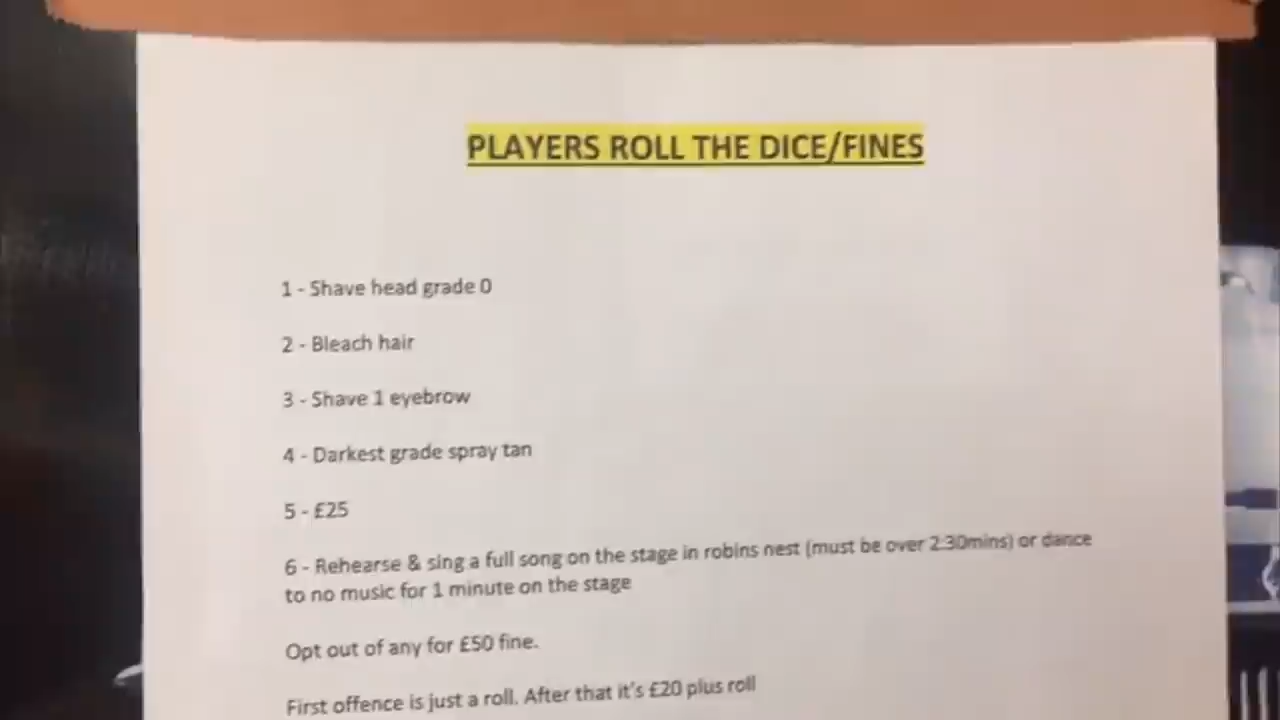 PLAYERS ROLL THE DICE/FINES
1 - Shave head grade 0
2 - Bleach hair
3 - Shave 1 eyebrow
4 - Darkest grade spray tan
5 - £25
6 - Rehearse & sing a full song on the stage in robins nest (must be over 2:30mins) or dance
to no music for 1 minute on the stage
Opt out of any for £50 fine.
First offence is just a roll. After that it's £20 plus roll